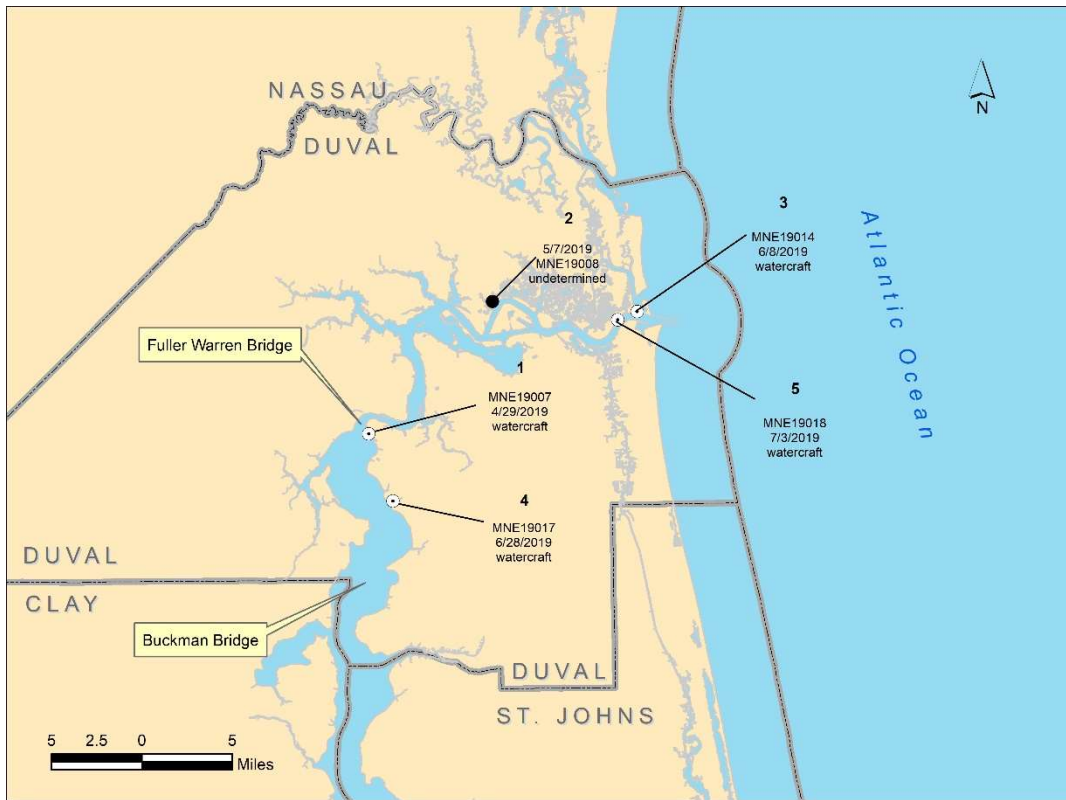 NASSAU
DUVAL
N
3
MNE19014
6/8/2019
watercraft
2
5/7/2019
MNE19008
undetermined
Atlantic Ocean
Fuller Warren Bridge
1
MNE19007
4/29/2019
watercraft
5
MNE19018
7/3/2019
watercraft
4
MNE19017
6/28/2019
watercraft
DUVAL
CLAY
Buckman Bridge
DUVAL
ST. JOHNS
5 2.5 0 5
Miles